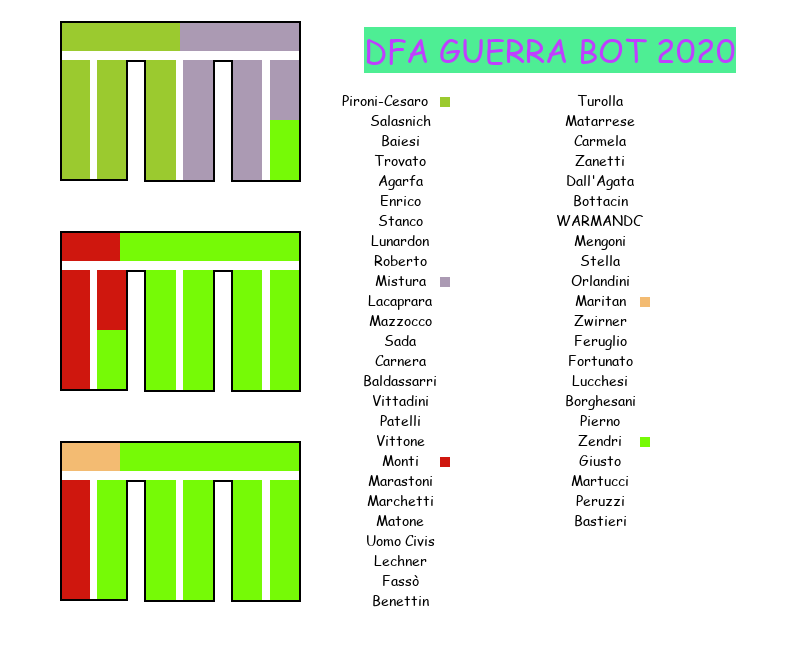 DFA GUERRA BOT 2020
Pironi-Cesaro
Salasnich
Baiesi
Trovato
Agarfa
Enrico
Stanco
Lunardon
Roberto
Mistura
Lacaprara
Mazzocco
Sada
Carnera
Baldassarri
Vittadini
Patelli
Vittone
Monti
Marastoni
Marchetti
Matone
Uomo Civis
Lechner
Fassò
Benettin
Turolla
Matarrese
Carmela
Zanetti
Dall'Agata
Bottacin
WARMANDC
Mengoni
Stella
Orlandini
Maritan
Zwirner
Feruglio
Fortunato
Lucchesi
Borghesani
Pierno
Zendri
Giusto
Martucci
Peruzzi
Bastieri